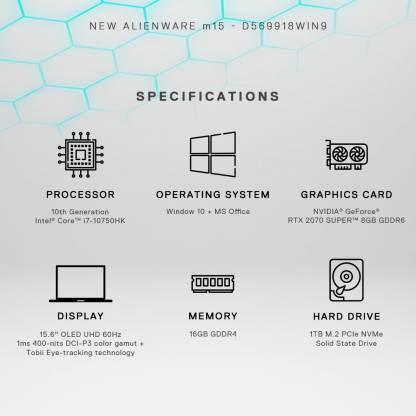 NEW ALIENWARE m15 - D569918WIN9
SPECIFICATIONS
PROCESSOR
10th Generation
Intel® Core™ i7-10750HK
OPERATING SYSTEM
Window 10 + MS Office
GRAPHICS CARD
NVIDIA® GeForce®
RTX 2070 SUPER™ 8GB GDDR6
DISPLAY
15.6" OLED UHD 60Hz
1ms 400-nits DCI-P3 color gamut +
Tobii Eye-tracking technology
MEMORY
16GB GDDR4
HARD DRIVE
1TB M.2 PCIe NVMe
Solid State Drive